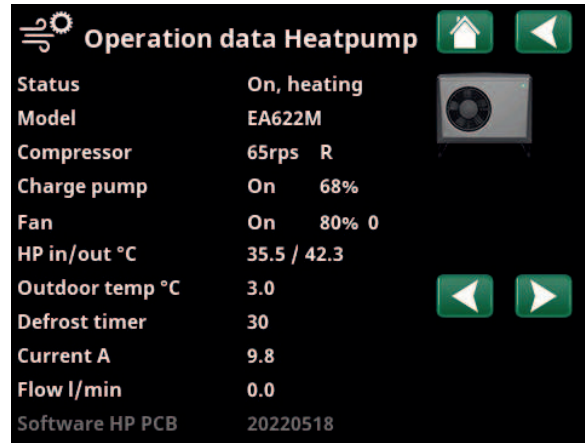 Operation data Heatpump
Status On, heating
Model EA622M
Compressor 65rps R
Charge pump On 68%
Fan On 80% 0
HP in/out °C 35.5 / 42.3
Outdoor temp °C 3.0
Defrost timer 30
Current A 9.8
Flow l/min 0.0
Software HP PCB 20220518